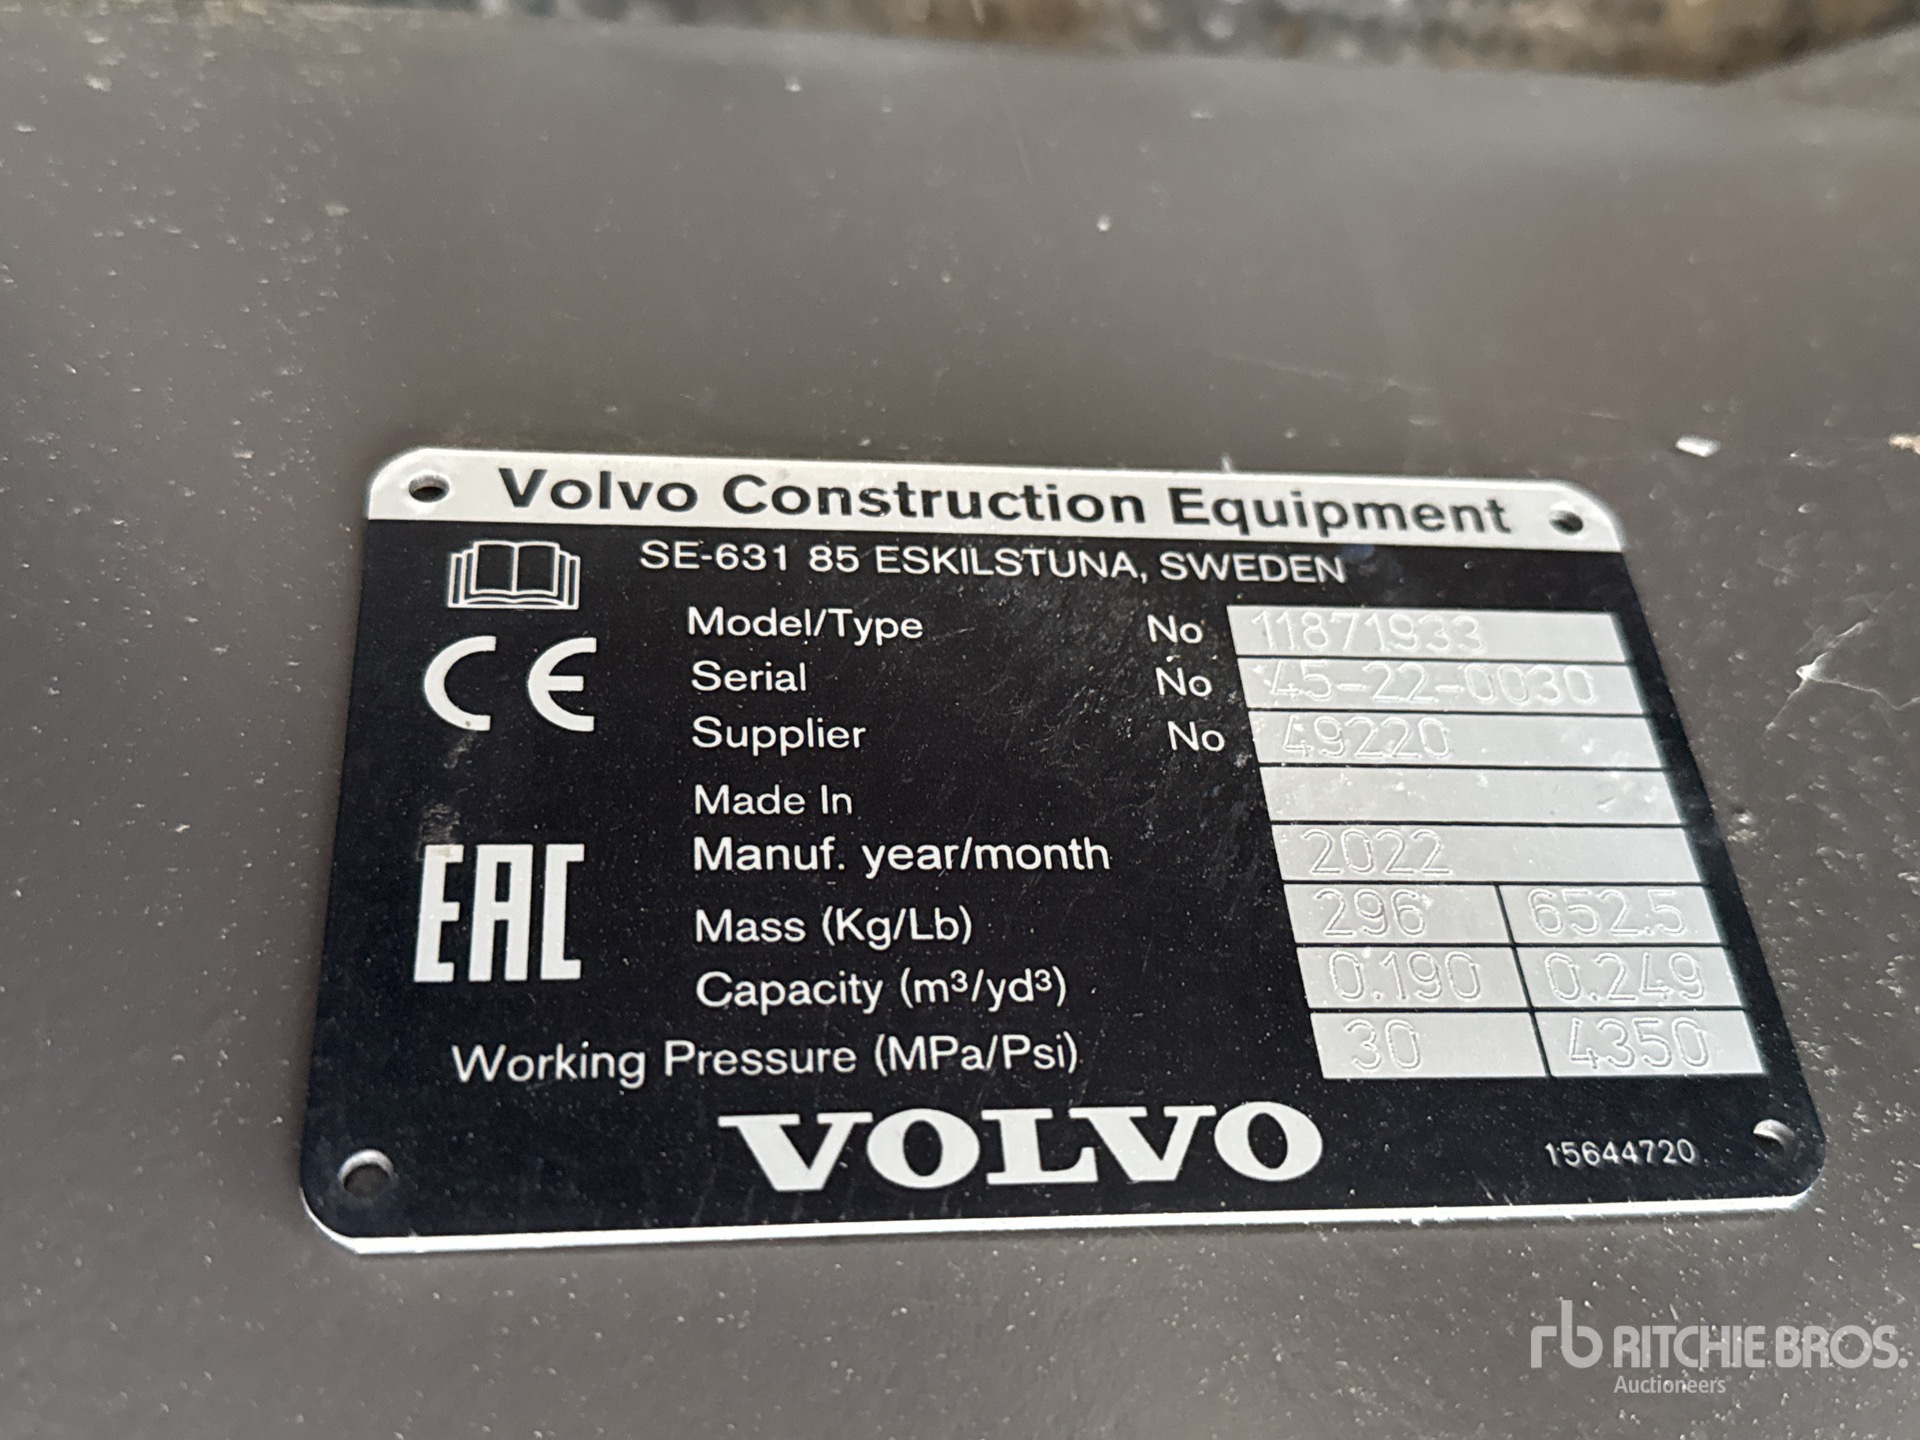 Volvo Construction Equipment
SE-631 85 ESKILSTUNA, SWEDEN
Model/Type No 11871933
Serial No 45-22-0030
Supplier No 49220
Made In
Manuf. year/month 2022
Mass (Kg/Lb) 296 652.5
Capacity (m³/yd³) 0.190 0.249
Working Pressure (MPa/Psi) 30 4350
CE
EAC
VOLVO
15644720
rb RITCHIE BROS.
Auctioneers